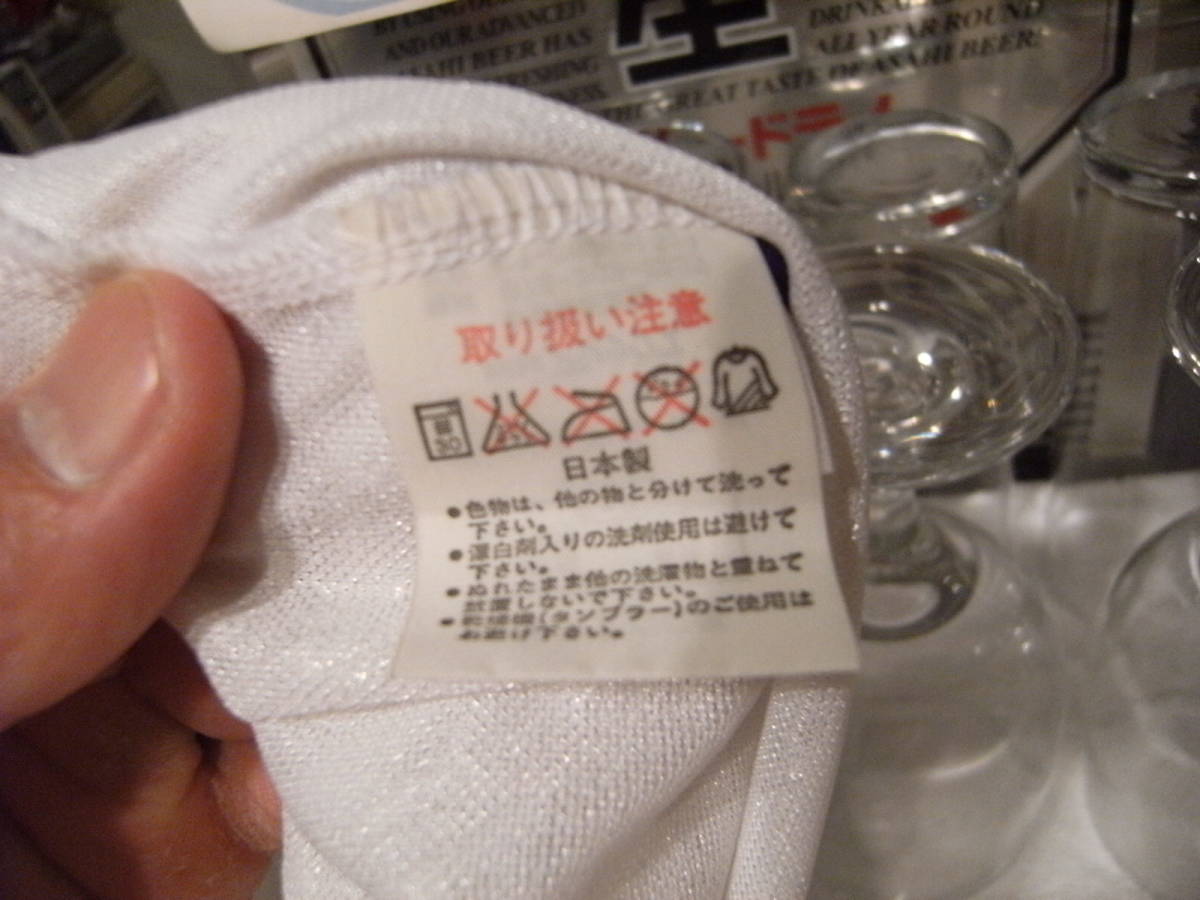 AND OUR ADVANCED
ASAHI BEER HAS
生
ALL YEAR ROUND
THE GREAT TASTE OF ASAHI BEER!
取り扱い注意
30
日本製
•色物は、他の物と分けて洗って
下さい。
•漂白剤入りの洗剤使用は避けて
下さい。
•ぬれたまま他の洗濯物と重ねて
放置しないで下さい。
•乾燥機(タンブラー)のご使用は
お避け下さい。